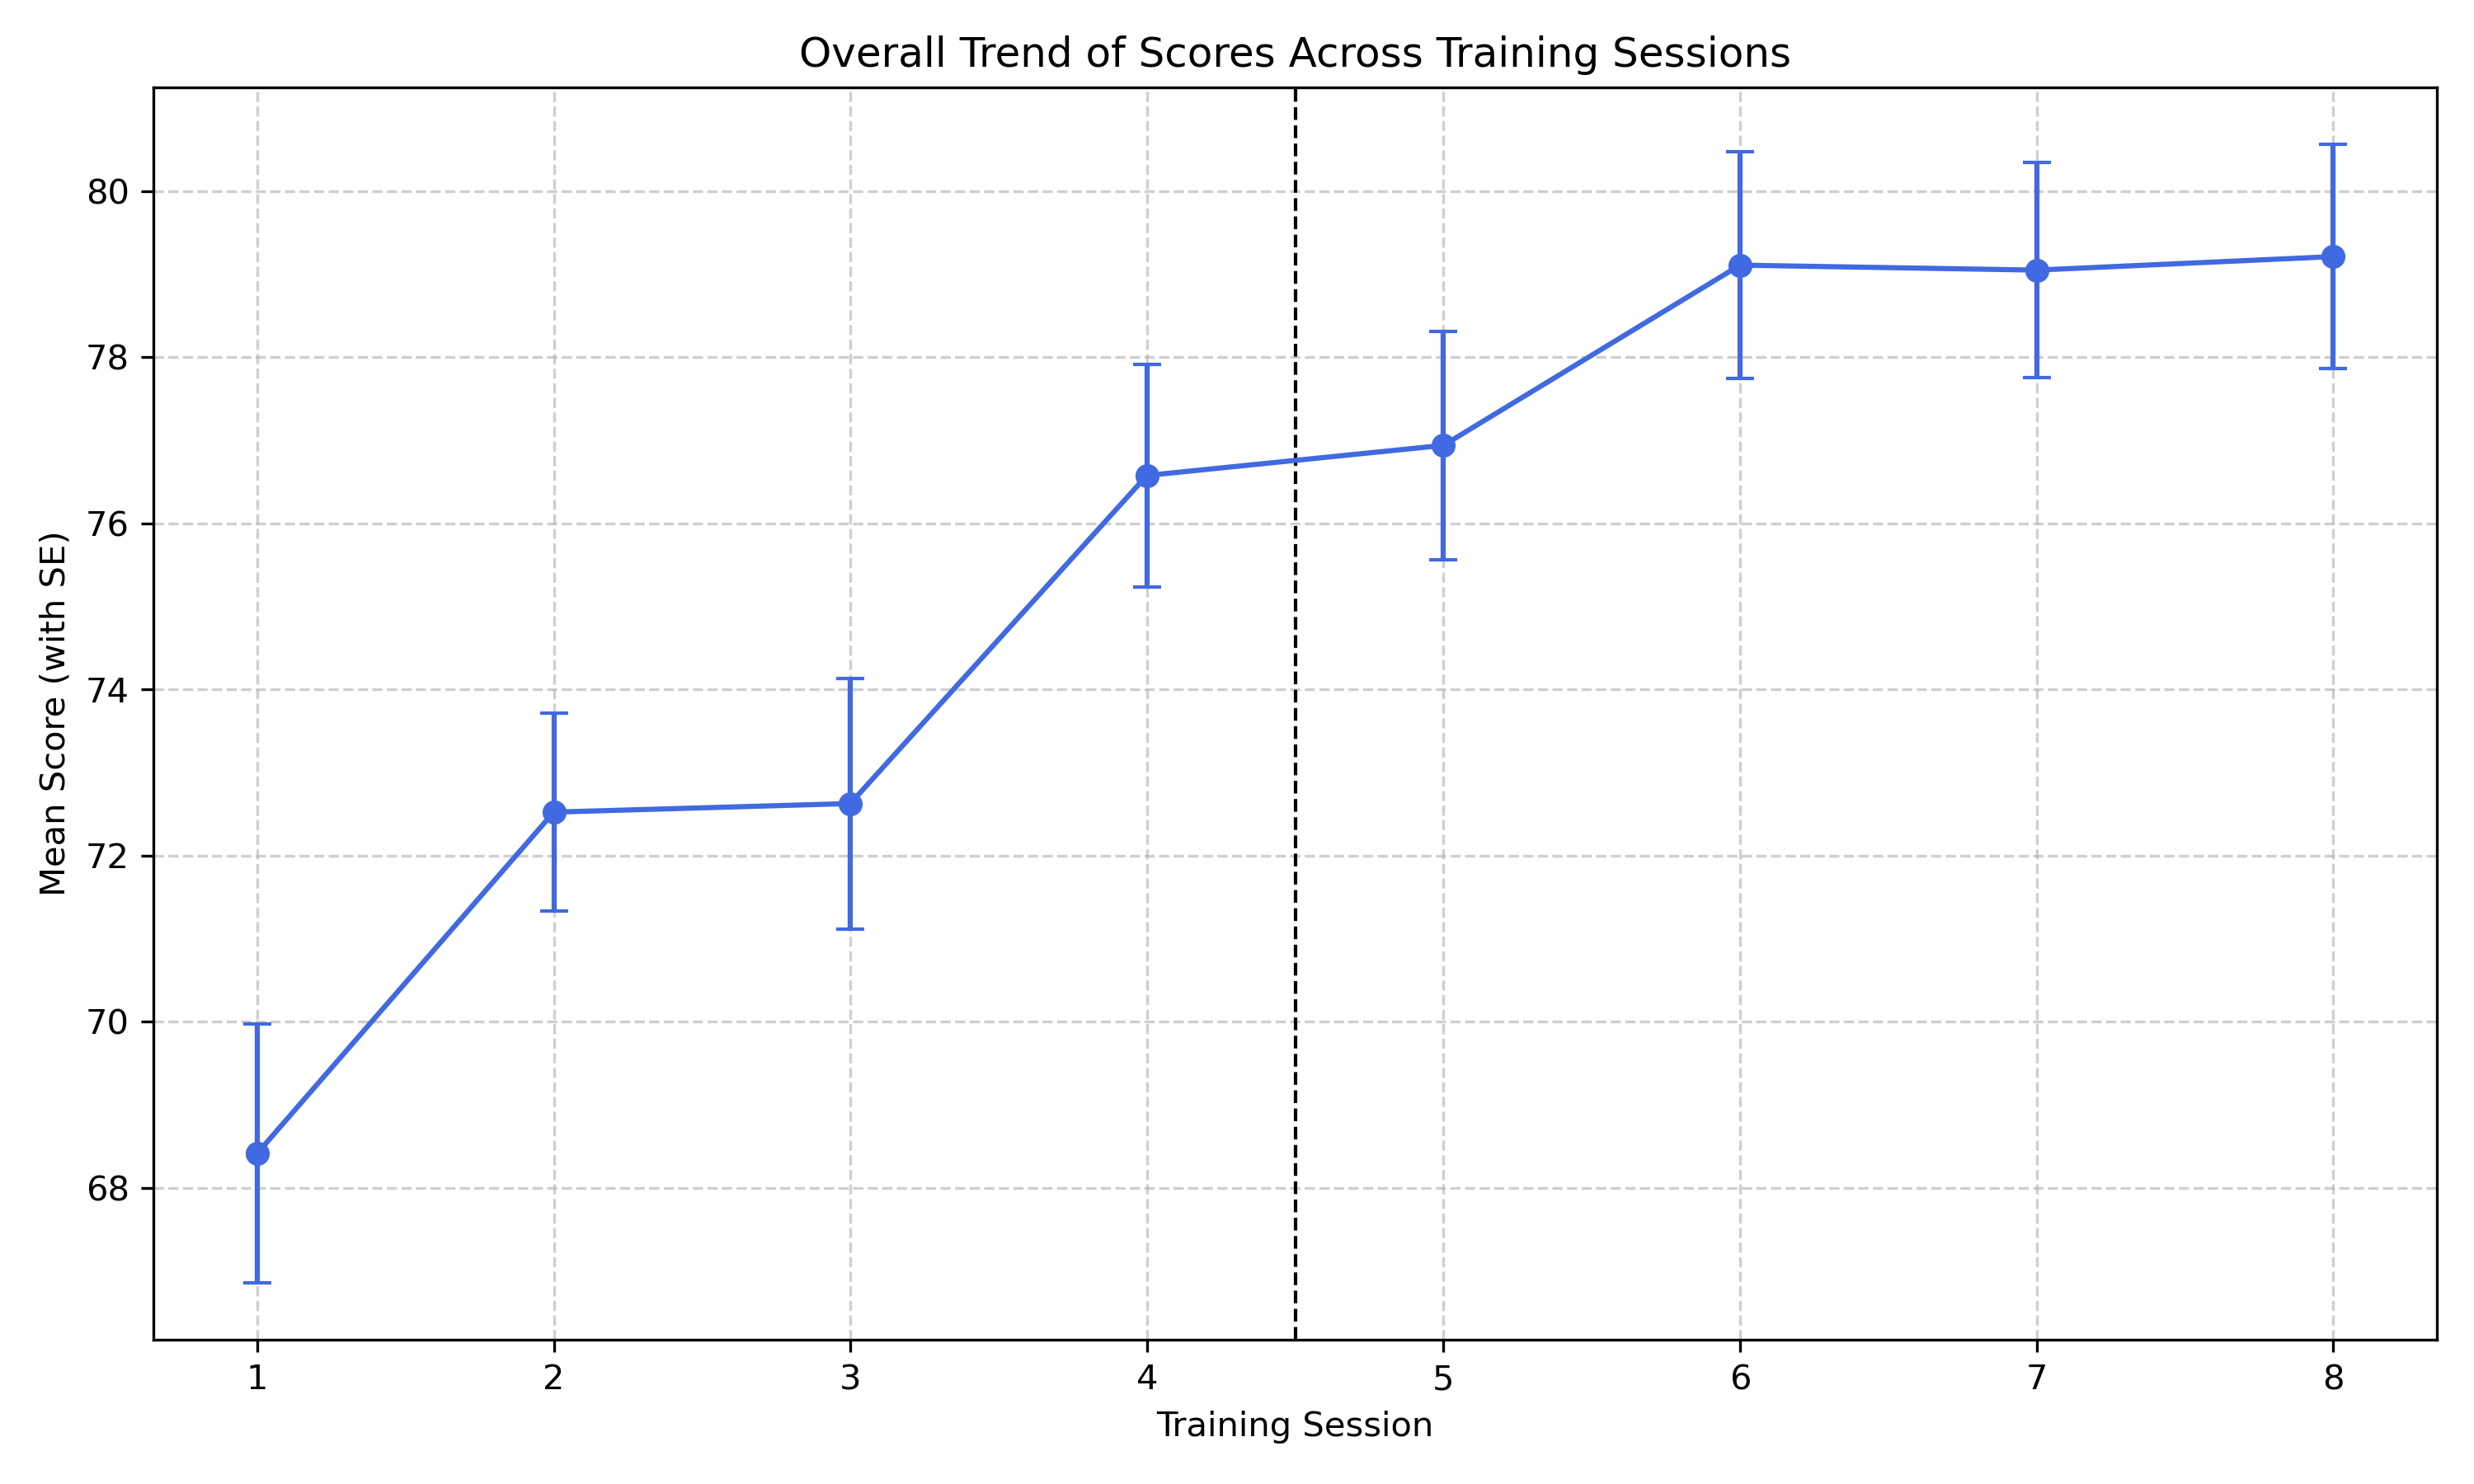 Overall Trend of Scores Across Training Sessions
Mean Score (with SE)
80
78
76
74
72
70
68
1 2 3 4 5 6 7 8
Training Session